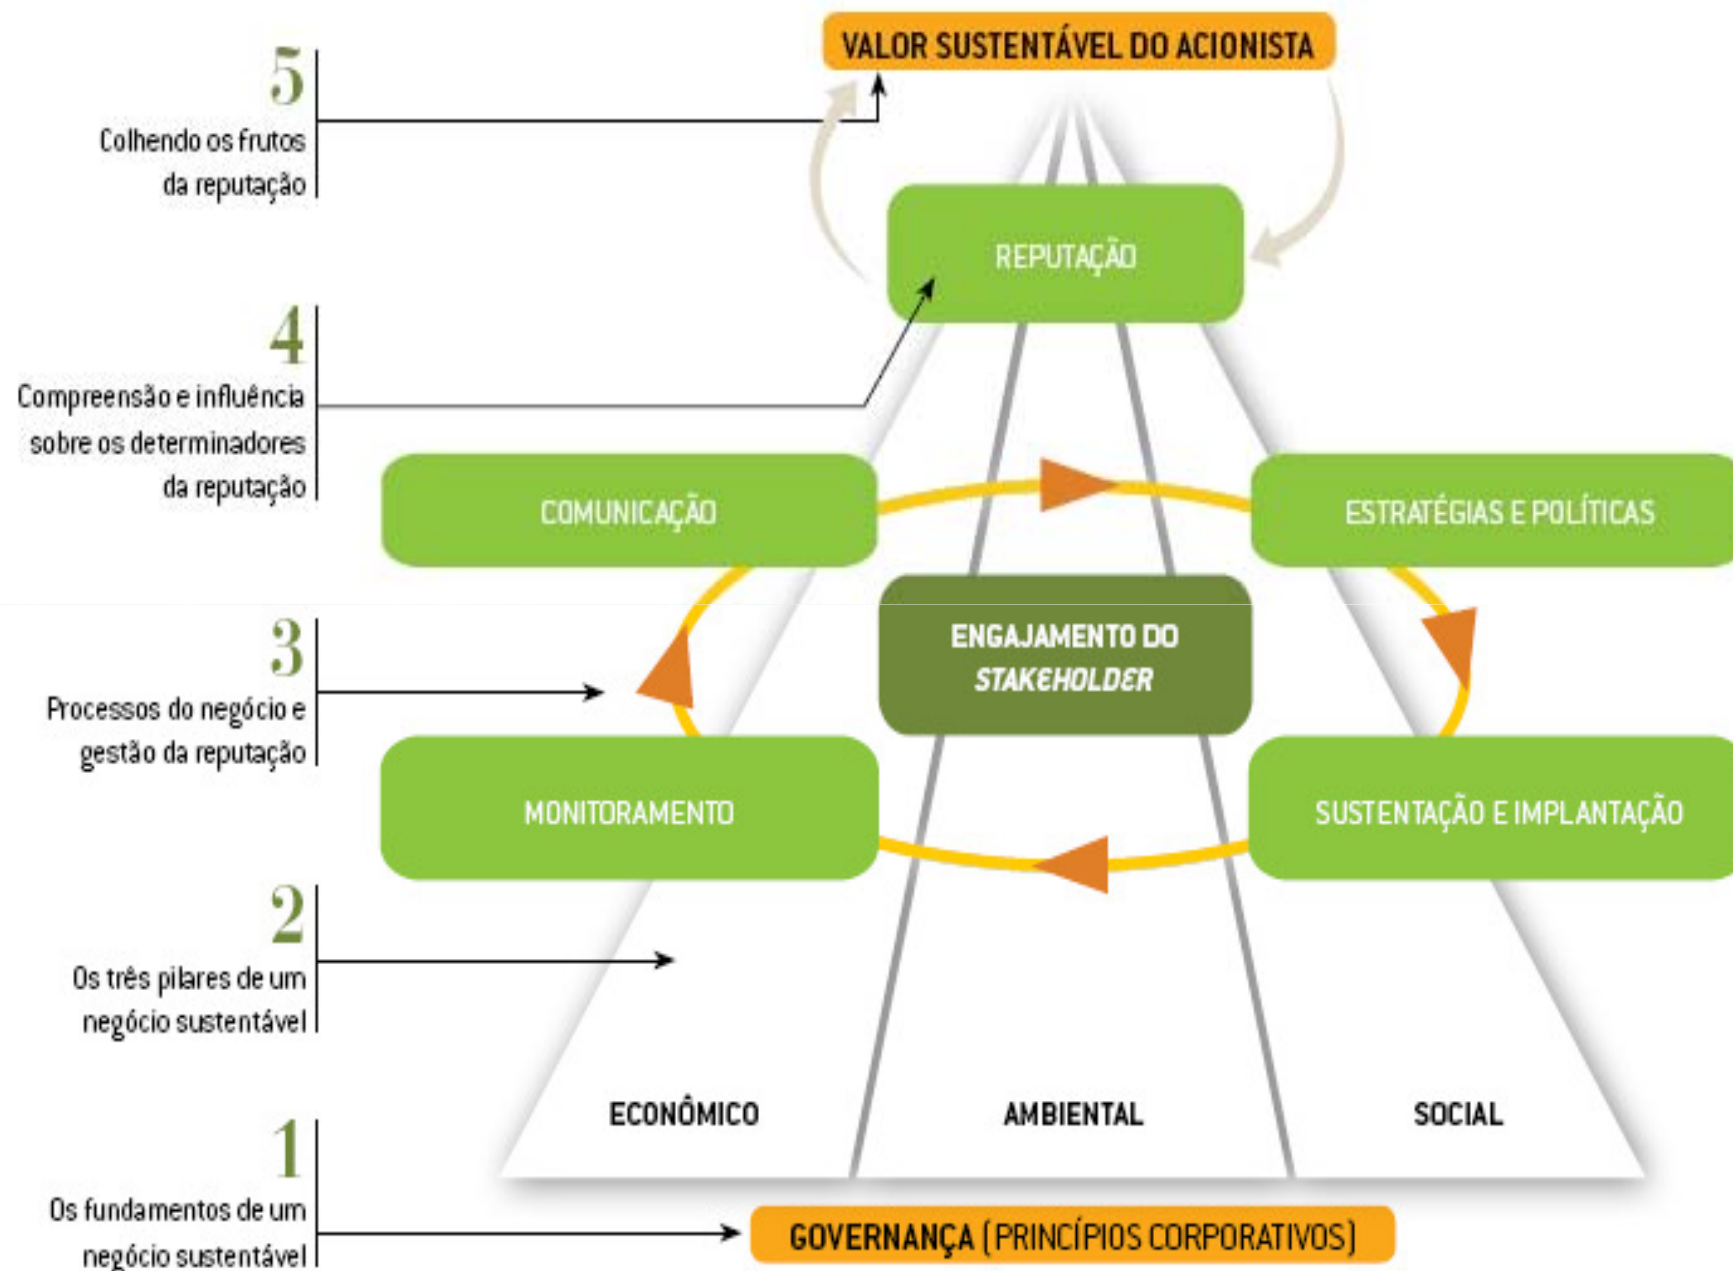 VALOR SUSTENTÁVEL DO ACIONISTA
5
Colhendo os frutos
da reputação
REPUTAÇÃO
4
Compreensão e influência
sobre os determinadores
da reputação
COMUNICAÇÃO
ESTRATÉGIAS E POLÍTICAS
ENGAJAMENTO DO
STAKEHOLDER
3
Processos do negócio e
gestão da reputação
MONITORAMENTO
SUSTENTAÇÃO E IMPLANTAÇÃO
2
Os três pilares de um
negócio sustentável
ECONÔMICO
AMBIENTAL
SOCIAL
1
Os fundamentos de um
negócio sustentável
GOVERNANÇA (PRINCÍPIOS CORPORATIVOS)